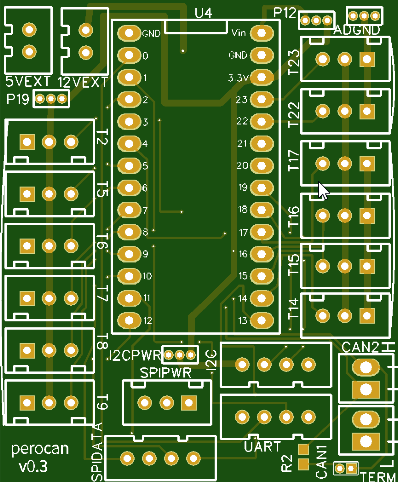 U4
P12
ADGND
5VEXT 12VEXT
P19
GND
0
1
2
3
4
5
6
7
8
9
10
11
12
Vin
GND
3.3V
23
22
21
20
19
18
17
16
15
14
13
T2
T5
T6
T7
T8
T9
T23
T22
T17
T16
T15
T14
I2CPWR
I2C
SPIPWR
CAN2
H
UART
SPIDATA
R2
CAN1
L
TERM
perocan
v0.3